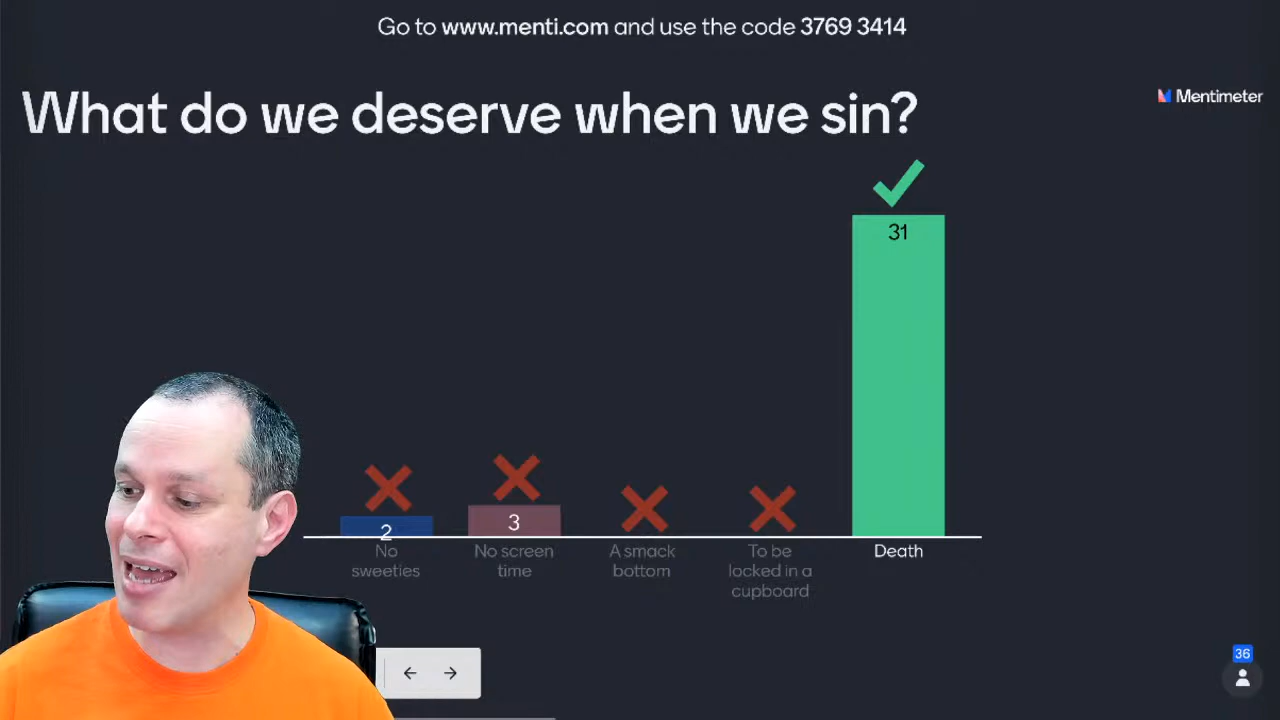 Go to www.menti.com and use the code 3769 3414
What do we deserve when we sin?
Mentimeter
31
2
3
No
sweeties
No screen
time
A smack
bottom
To be
locked in a
cupboard
Death
36